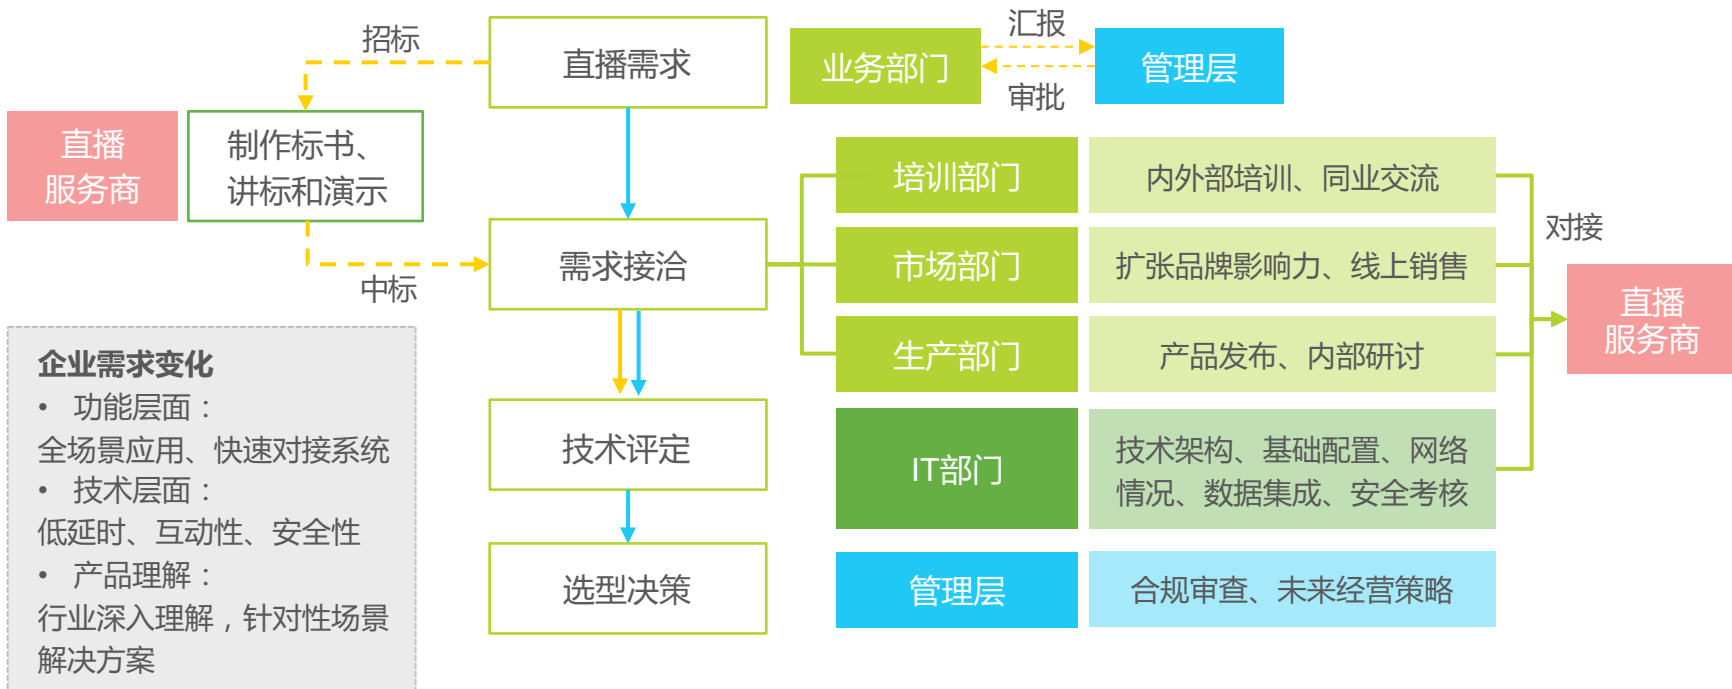 招标
直播需求
业务部门
汇报
审批
管理层
直播
服务商
制作标书、
讲标和演示
中标
需求接洽
培训部门
内外部培训、同业交流
市场部门
扩张品牌影响力、线上销售
生产部门
产品发布、内部研讨
对接
直播
服务商
企业需求变化
• 功能层面：
全场景应用、快速对接系统
• 技术层面：
低延时、互动性、安全性
• 产品理解：
行业深入理解，针对性场景
解决方案
技术评定
IT部门
技术架构、基础配置、网络
情况、数据集成、安全考核
选型决策
管理层
合规审查、未来经营策略